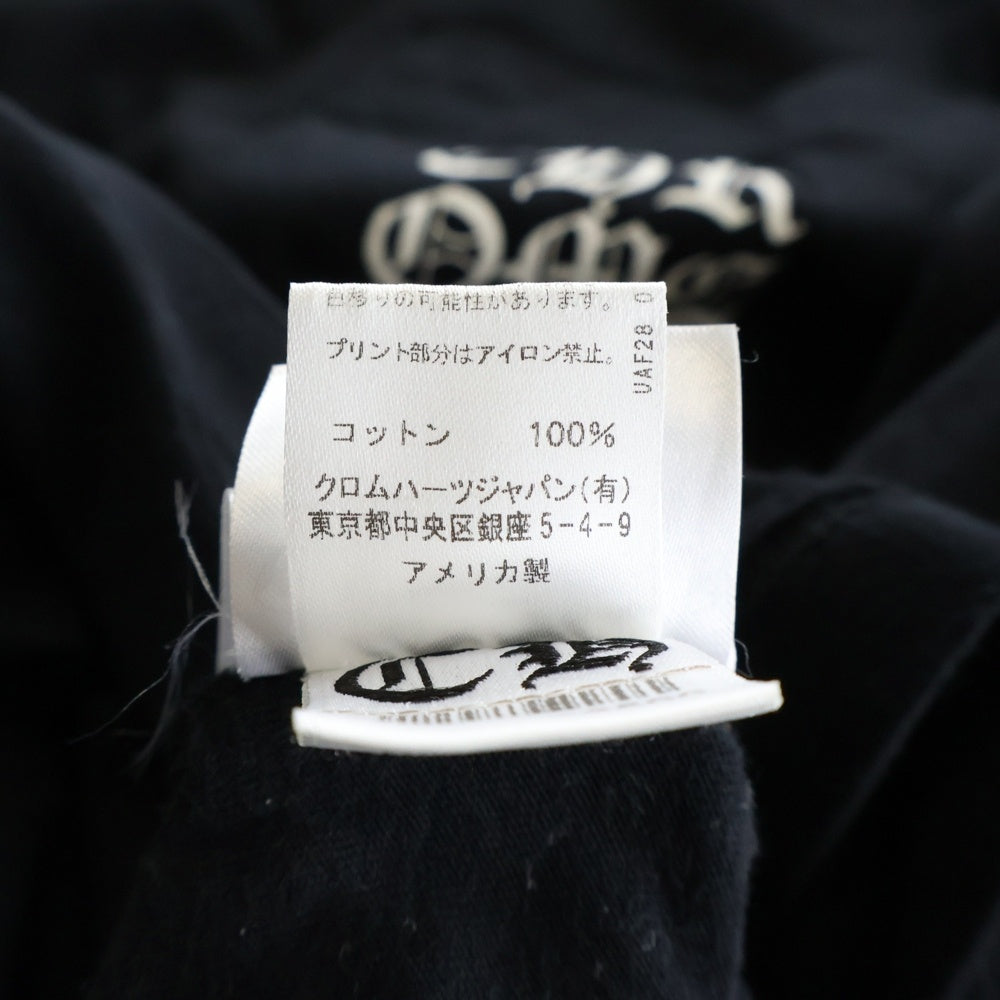 色移りの可能性があります。
プリント部分はアイロン禁止。
UAF28 0
コットン 100%
クロムハーツジャパン(有)
東京都中央区銀座5-4-9
アメリカ製